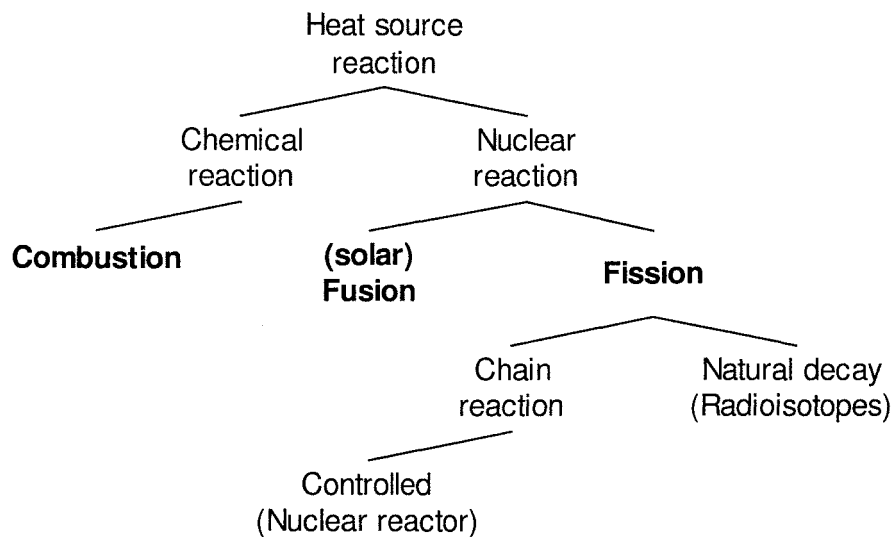 Heat source
reaction
Chemical
reaction
Nuclear
reaction
Combustion
(solar)
Fusion
Fission
Chain
reaction
Natural decay
(Radioisotopes)
Controlled
(Nuclear reactor)